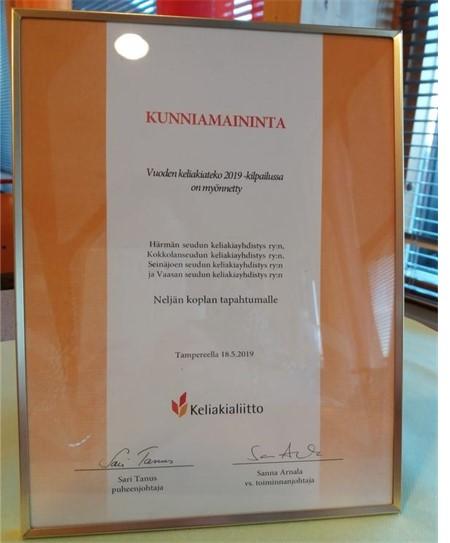 KUNNIAMAININTA
Vuoden keliakiateko 2019 -kilpailussa
on myönnetty
Härmän seudun keliakiayhdistys ry:n,
Kokkolanseudun keliakiayhdistys ry:n,
Seinäjoen seudun keliakiayhdistys ry:n
ja Vaasan seudun keliakiayhdistys ry:n
Neljän koplan tapahtumalle
Tampereella 18.5.2019
Keliakialiitto
Sari Tanus
Sari Tanus
puheenjohtaja
Sanna Arnala
vs. toiminnanjohtaja